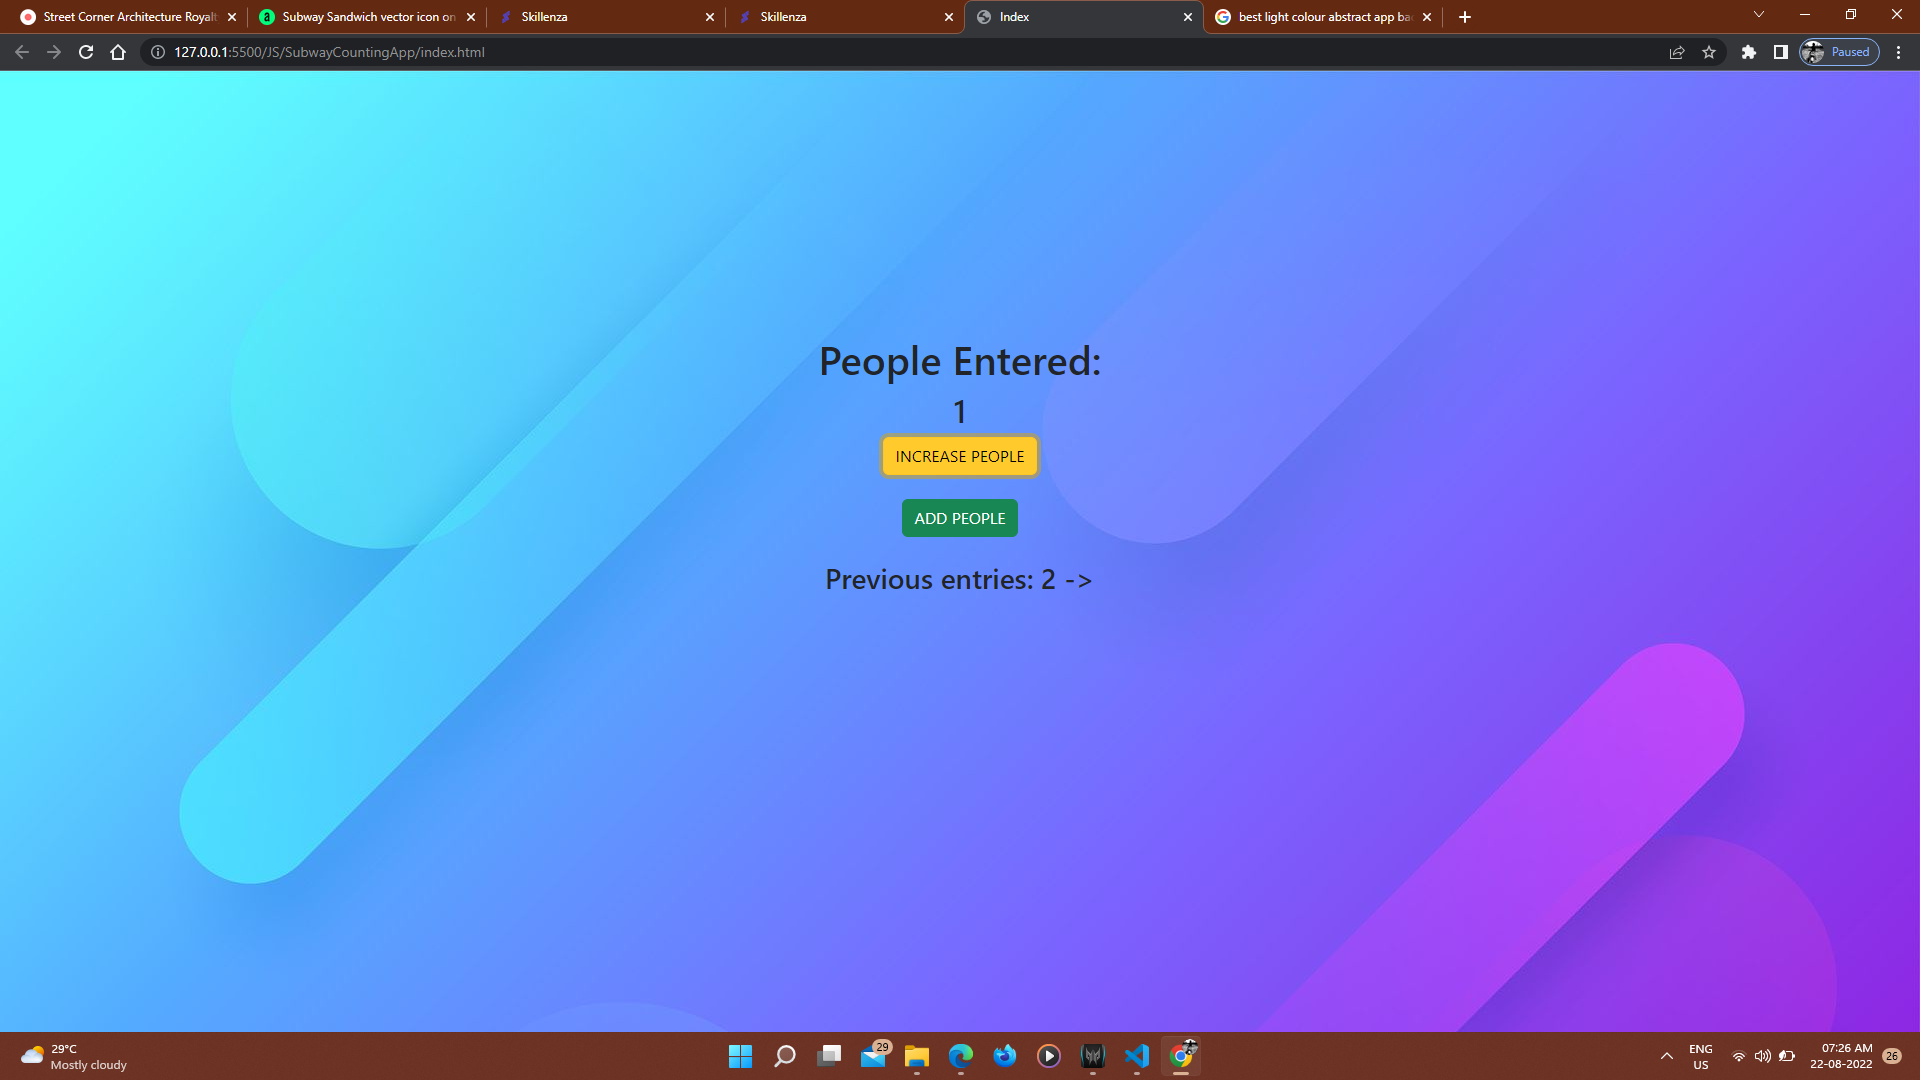 Street Corner Architecture Royalt
Subway Sandwich vector icon on
Skillenza
Skillenza
Index
best light colour abstract app bac
127.0.0.1:5500/JS/SubwayCountingApp/index.html
Paused
People Entered:
1
INCREASE PEOPLE
ADD PEOPLE
Previous entries: 2 ->
29°C
Mostly cloudy
29
ENG
US
07:26 AM
22-08-2022
26